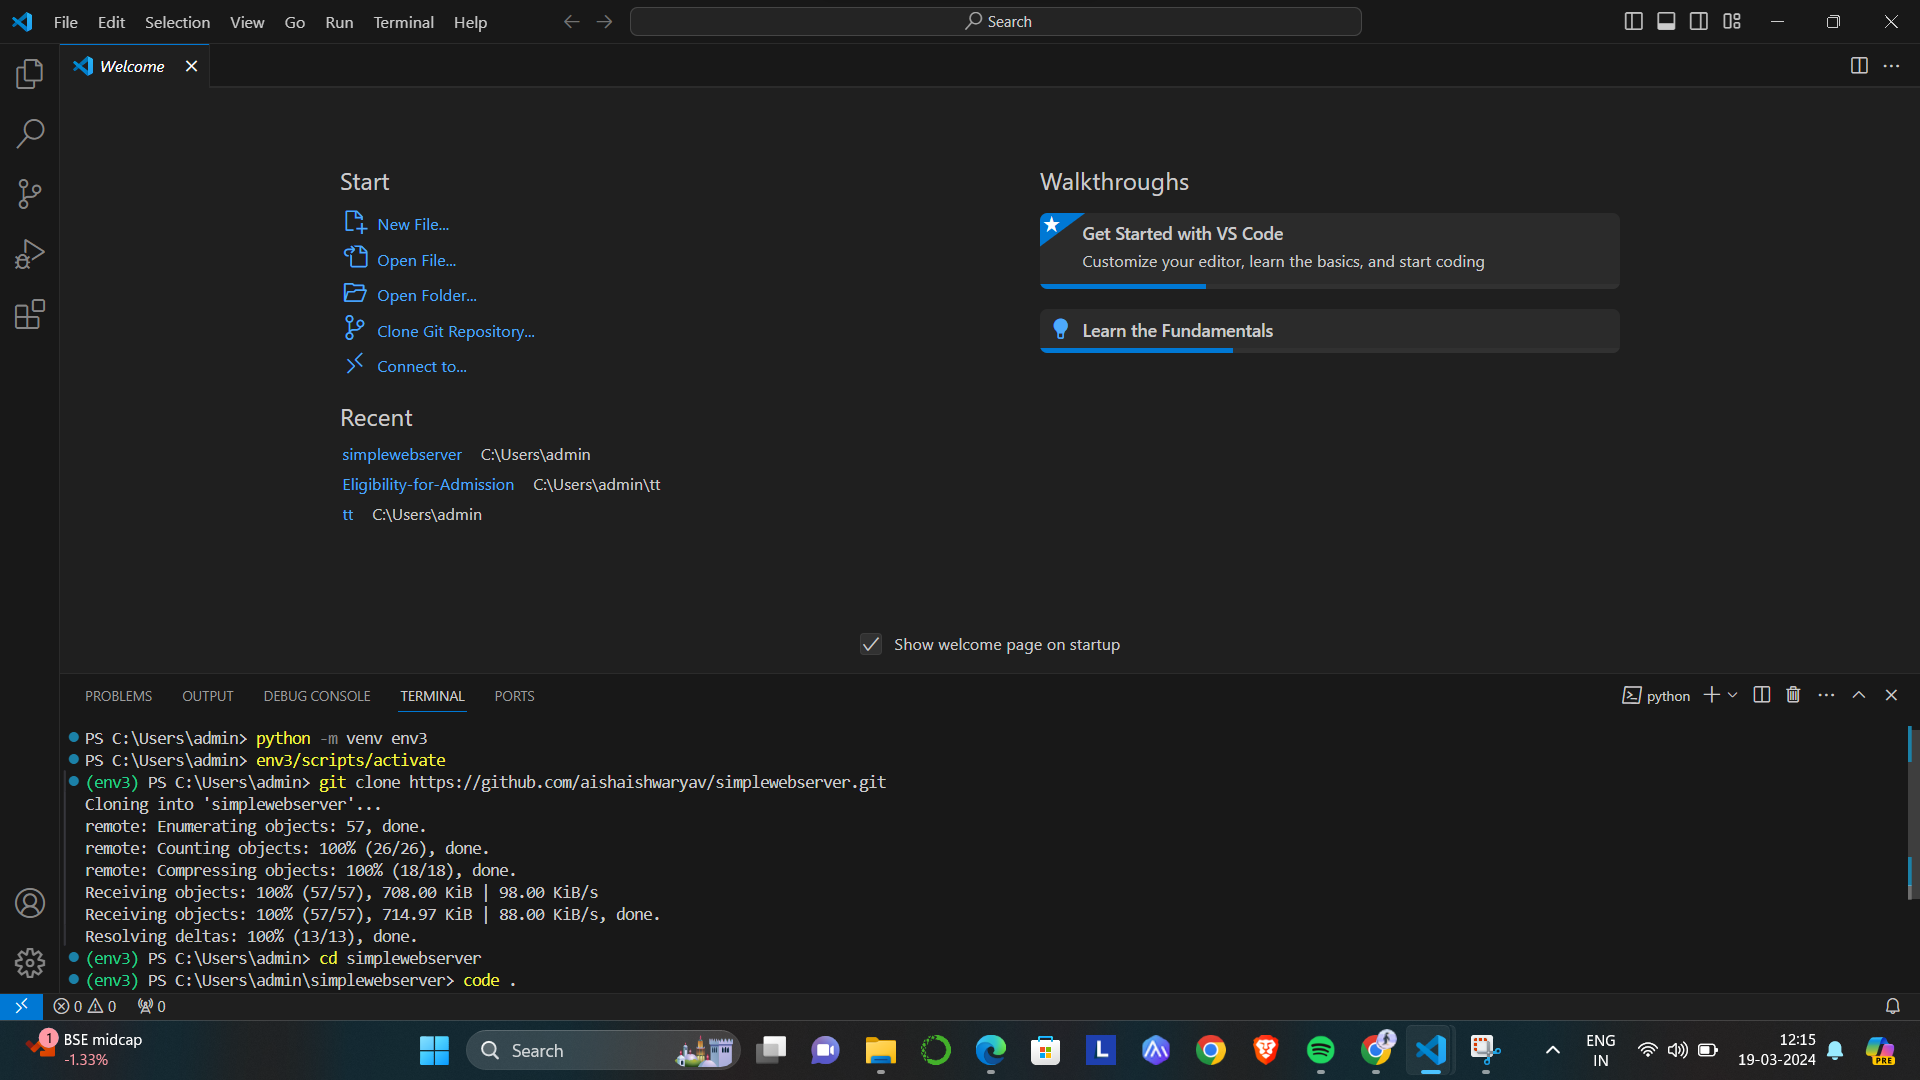 File Edit Selection View Go Run Terminal Help
Search
Welcome
Start
New File...
Open File...
Open Folder...
Clone Git Repository...
Connect to...
Recent
simplewebserver C:\Users\admin
Eligibility-for-Admission C:\Users\admin\tt
tt C:\Users\admin
Walkthroughs
Get Started with VS Code
Customize your editor, learn the basics, and start coding
Learn the Fundamentals
Show welcome page on startup
PROBLEMS OUTPUT DEBUG CONSOLE TERMINAL PORTS
python
PS C:\Users\admin> python -m venv env3
PS C:\Users\admin> env3/scripts/activate
(env3) PS C:\Users\admin> git clone https://github.com/aishaishwaryav/simplewebserver.git
Cloning into 'simplewebserver'...
remote: Enumerating objects: 57, done.
remote: Counting objects: 100% (26/26), done.
remote: Compressing objects: 100% (18/18), done.
Receiving objects: 100% (57/57), 708.00 KiB | 98.00 KiB/s
Receiving objects: 100% (57/57), 714.97 KiB | 88.00 KiB/s, done.
Resolving deltas: 100% (13/13), done.
(env3) PS C:\Users\admin> cd simplewebserver
(env3) PS C:\Users\admin\simplewebserver> code .
0 0 0
1
BSE midcap
-1.33%
Search
L
ENG
IN
12:15
19-03-2024
PRE